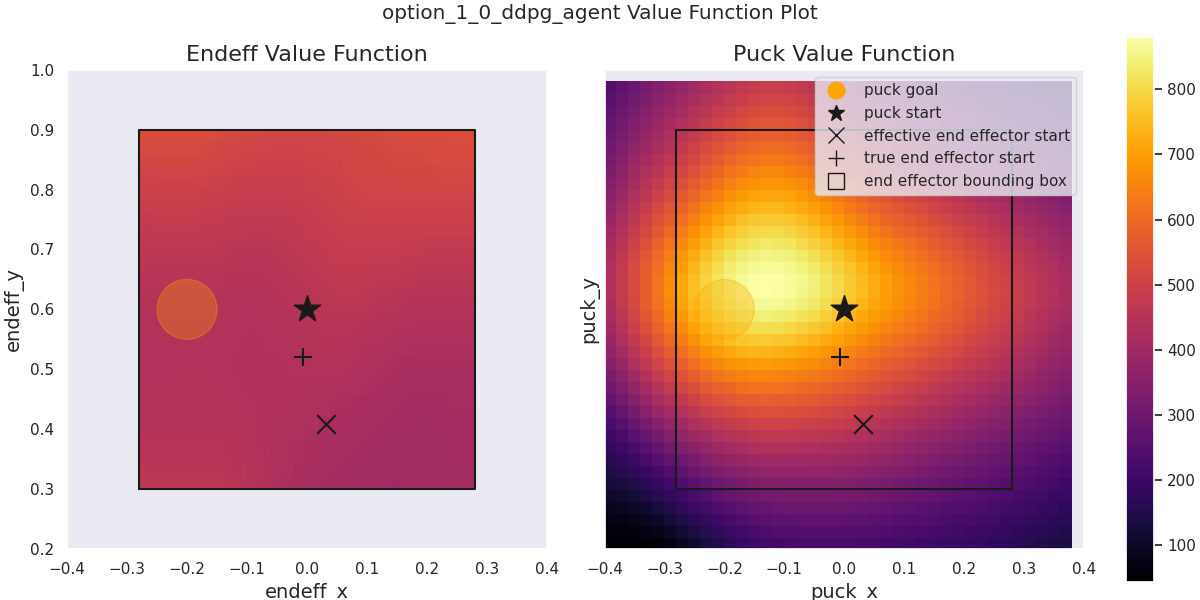 option_1_0_ddpg_agent Value Function Plot
Endeff Value Function
Puck Value Function
puck goal
puck start
effective end effector start
true end effector start
end effector bounding box
endeff_y
1.0
0.9
0.8
0.7
0.6
0.5
0.4
0.3
0.2
−0.4 −0.3 −0.2 −0.1 0.0 0.1 0.2 0.3 0.4
endeff_x
puck_y
−0.4 −0.3 −0.2 −0.1 0.0 0.1 0.2 0.3 0.4
puck_x
800
700
600
500
400
300
200
100